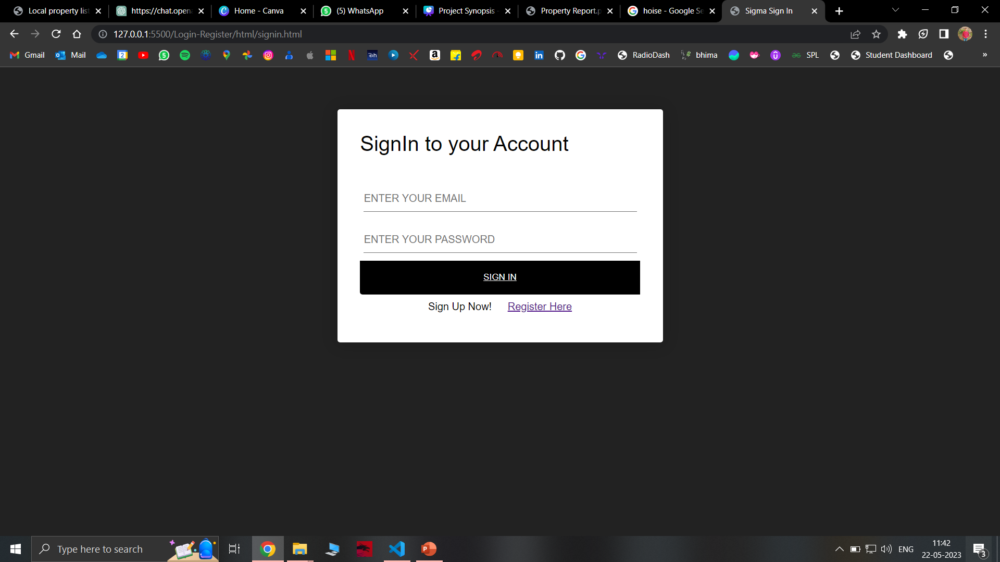 Local property list
https://chat.opena
Home - Canva
(5) WhatsApp
Project Synopsis -
Property Report.p
hoise - Google Se
Sigma Sign In
127.0.0.1:5500/Login-Register/html/signin.html
Gmail
Mail
RadioDash
bhima
SPL
Student Dashboard
»
SignIn to your Account
ENTER YOUR EMAIL
ENTER YOUR PASSWORD
SIGN IN
Sign Up Now! Register Here
Type here to search
ENG
11:42
22-05-2023
3